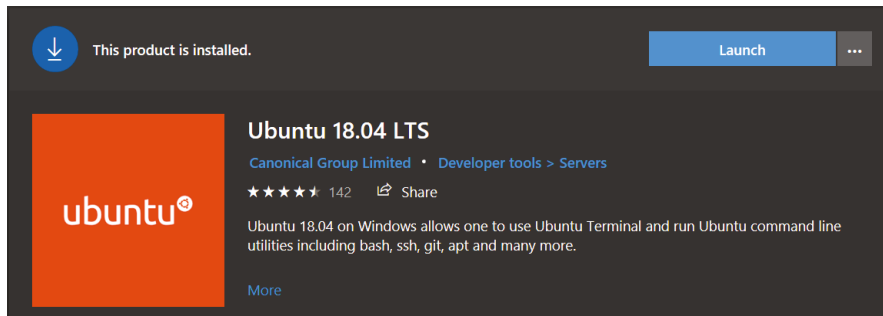 This product is installed.
Launch
...
ubuntu
Ubuntu 18.04 LTS
Canonical Group Limited • Developer tools > Servers
142 Share
Ubuntu 18.04 on Windows allows one to use Ubuntu Terminal and run Ubuntu command line
utilities including bash, ssh, git, apt and many more.
More